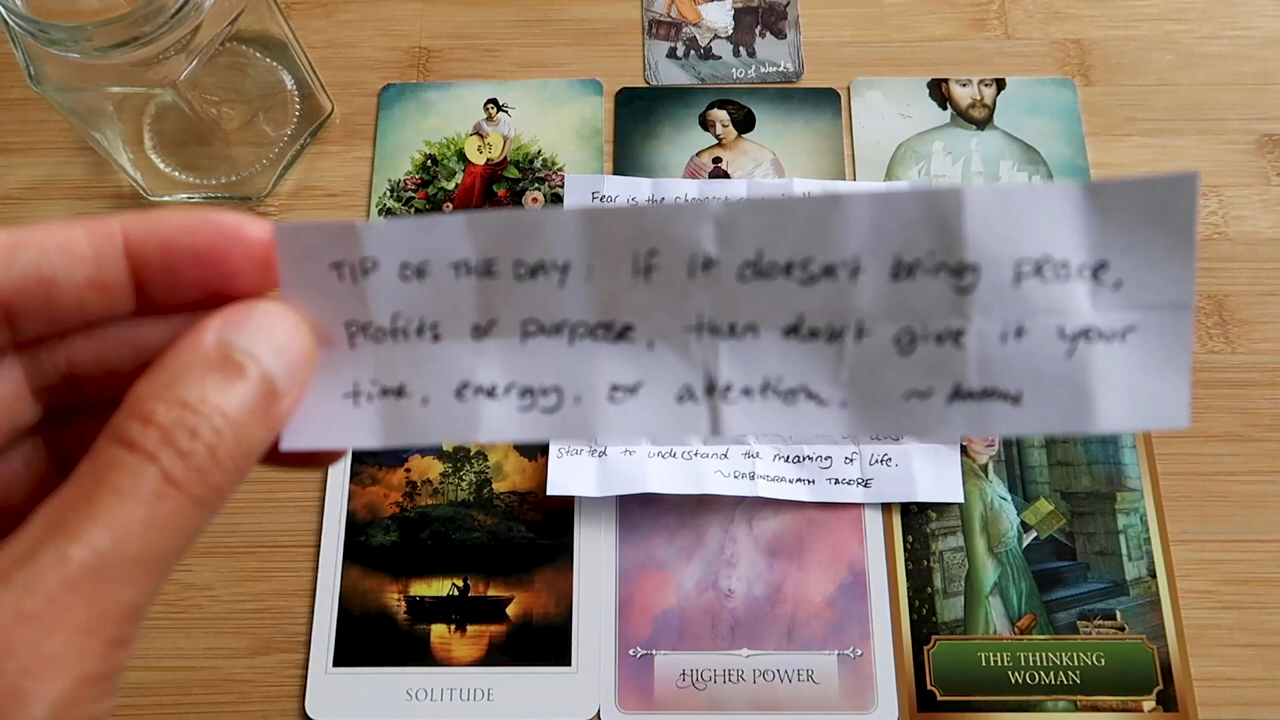 10 of Wands
Fear is the cheapest
TIP OF THE DAY: If it doesn't bring peace,
profits or purpose, then don't give it your
time, energy, or attention. ~
started to understand the meaning of life.
~RABINDRANATH TAGORE
SOLITUDE
HIGHER POWER
THE THINKING
WOMAN